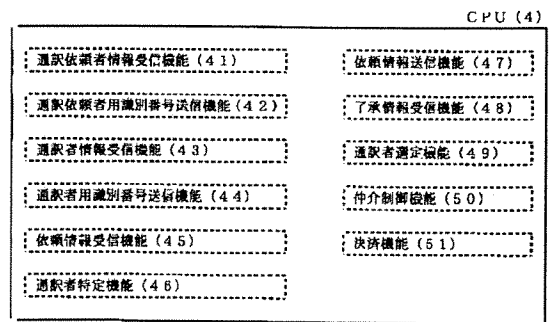 CPU（4）
通訳依頼者情報受信機能（41）
通訳依頼者用識別番号送信機能（42）
通訳者情報受信機能（43）
通訳者用識別番号送信機能（44）
依頼情報受信機能（45）
通訳者特定機能（46）
依頼情報送信機能（47）
了承情報受信機能（48）
通訳者選定機能（49）
仲介制御機能（50）
決済機能（51）